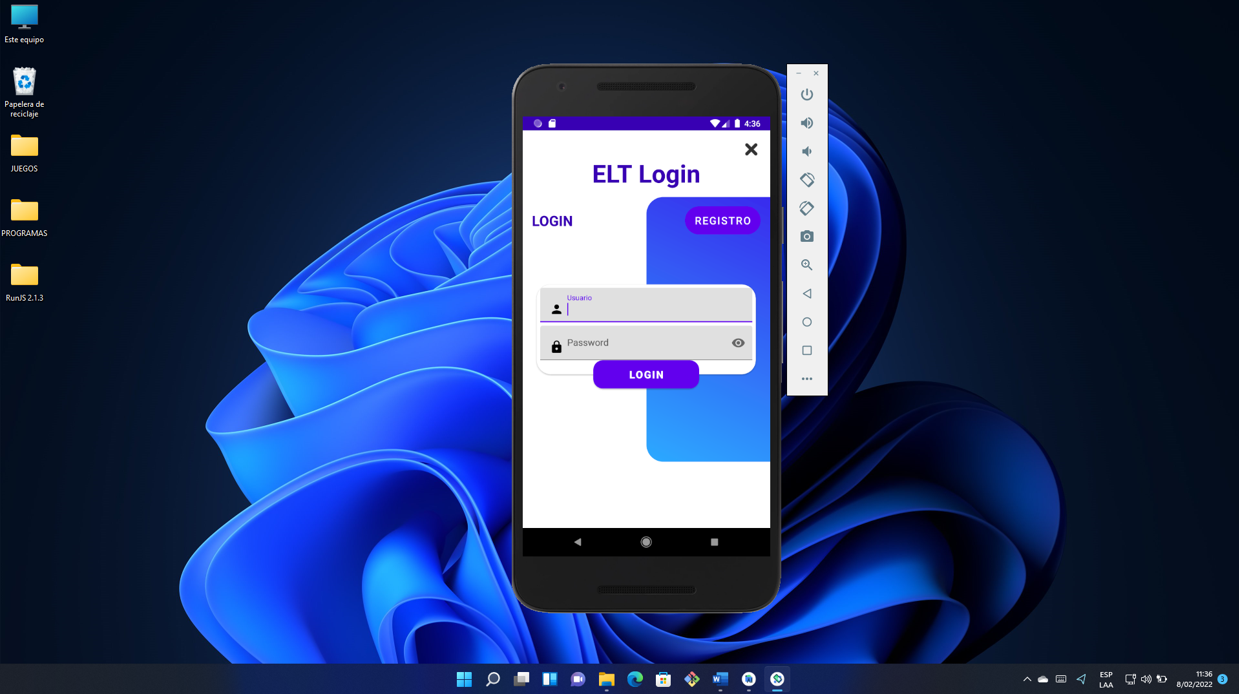 Este equipo
Papelera de
reciclaje
JUEGOS
PROGRAMAS
RunJS 2.1.3
4:36
ELT Login
LOGIN
REGISTRO
Usuario
Password
LOGIN
ESP
LAA
11:36
8/02/2022
3